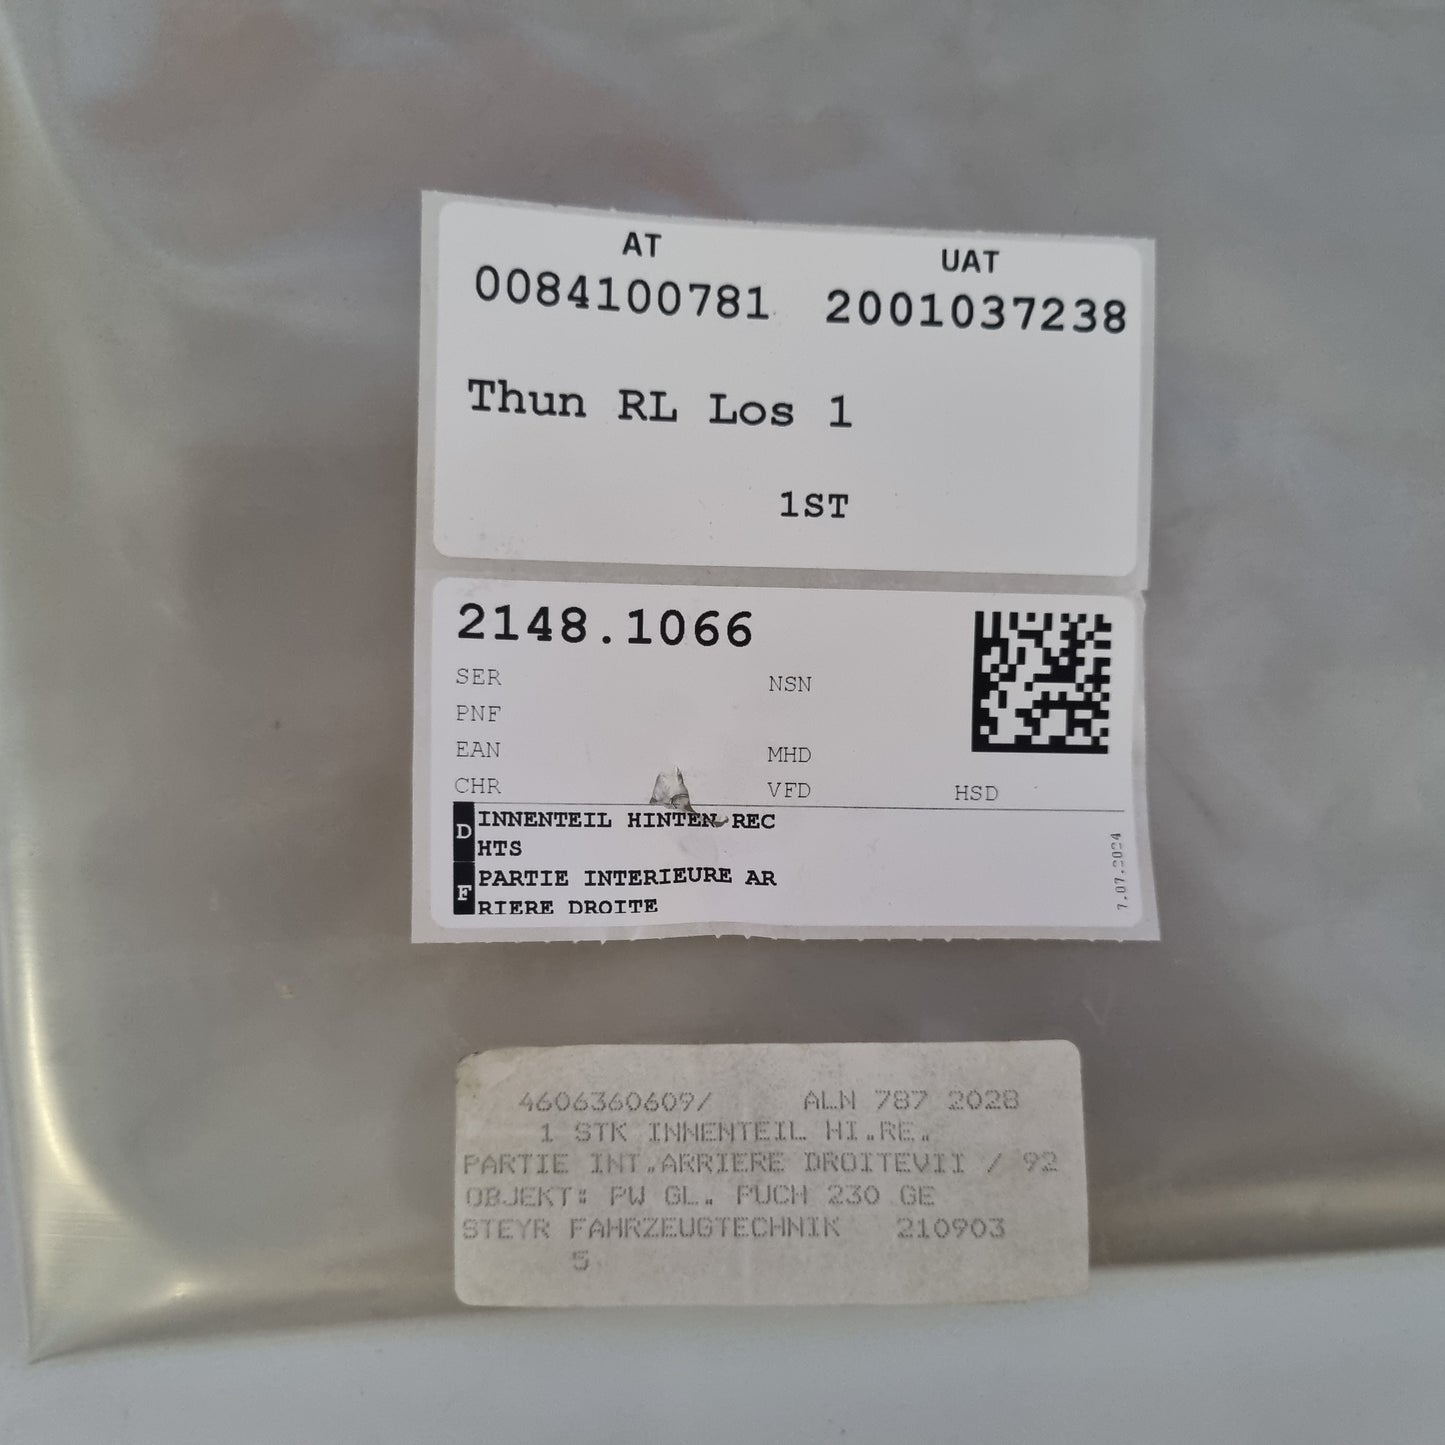 AT UAT
0084100781 2001037238
Thun RL Los 1
1ST
2148.1066
SER NSN
PNF
EAN MHD
CHR VFD HSD
D INNENTEIL HINTEN REC
HTS
F PARTIE INTERIEURE AR
RIERE DROITE
7.07.2024
4606360609/ ALN 787 2028
1 STK INNENTEIL HI.RE.
PARTIE INT.ARRIERE DROITEVII / 92
OBJEKT: PW GL. PUCH 230 GE
STEYR FAHRZEUGTECHNIK 210903
5